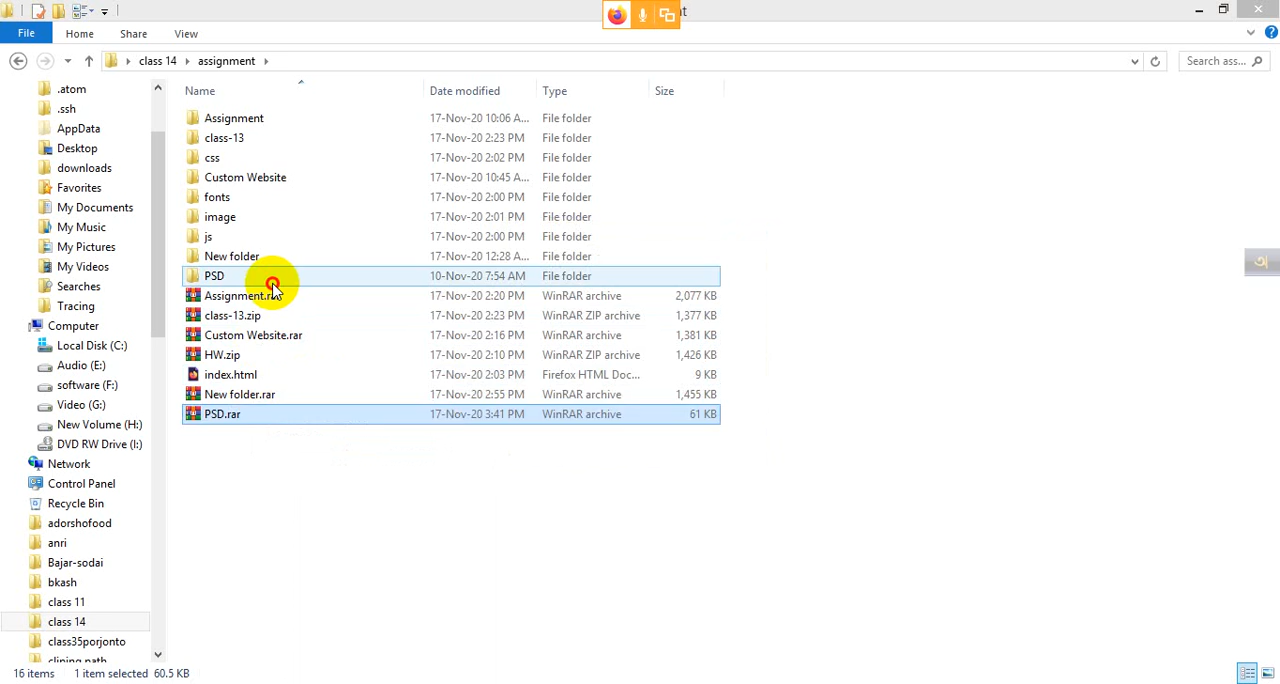 nt
File Home Share View
class 14 assignment Search ass...
Name Date modified Type Size
.atom
.ssh
AppData
Desktop
downloads
Favorites
My Documents
My Music
My Pictures
My Videos
Searches
Tracing
Computer
Local Disk (C:)
Audio (E:)
software (F:)
Video (G:)
New Volume (H:)
DVD RW Drive (I:)
Network
Control Panel
Recycle Bin
adorshofood
anri
Bajar-sodai
bkash
class 11
class 14
class35porjonto
cliping path
Assignment 17-Nov-20 10:06 A... File folder
class-13 17-Nov-20 2:23 PM File folder
css 17-Nov-20 2:02 PM File folder
Custom Website 17-Nov-20 10:45 A... File folder
fonts 17-Nov-20 2:00 PM File folder
image 17-Nov-20 2:01 PM File folder
js 17-Nov-20 2:00 PM File folder
New folder 17-Nov-20 12:28 A... File folder
PSD 10-Nov-20 7:54 AM File folder
Assignment.rar 17-Nov-20 2:20 PM WinRAR archive 2,077 KB
class-13.zip 17-Nov-20 2:23 PM WinRAR ZIP archive 1,377 KB
Custom Website.rar 17-Nov-20 2:16 PM WinRAR archive 1,381 KB
HW.zip 17-Nov-20 2:10 PM WinRAR ZIP archive 1,426 KB
index.html 17-Nov-20 2:03 PM Firefox HTML Doc... 9 KB
New folder.rar 17-Nov-20 2:55 PM WinRAR archive 1,455 KB
PSD.rar 17-Nov-20 3:41 PM WinRAR archive 61 KB
অ
16 items 1 item selected 60.5 KB